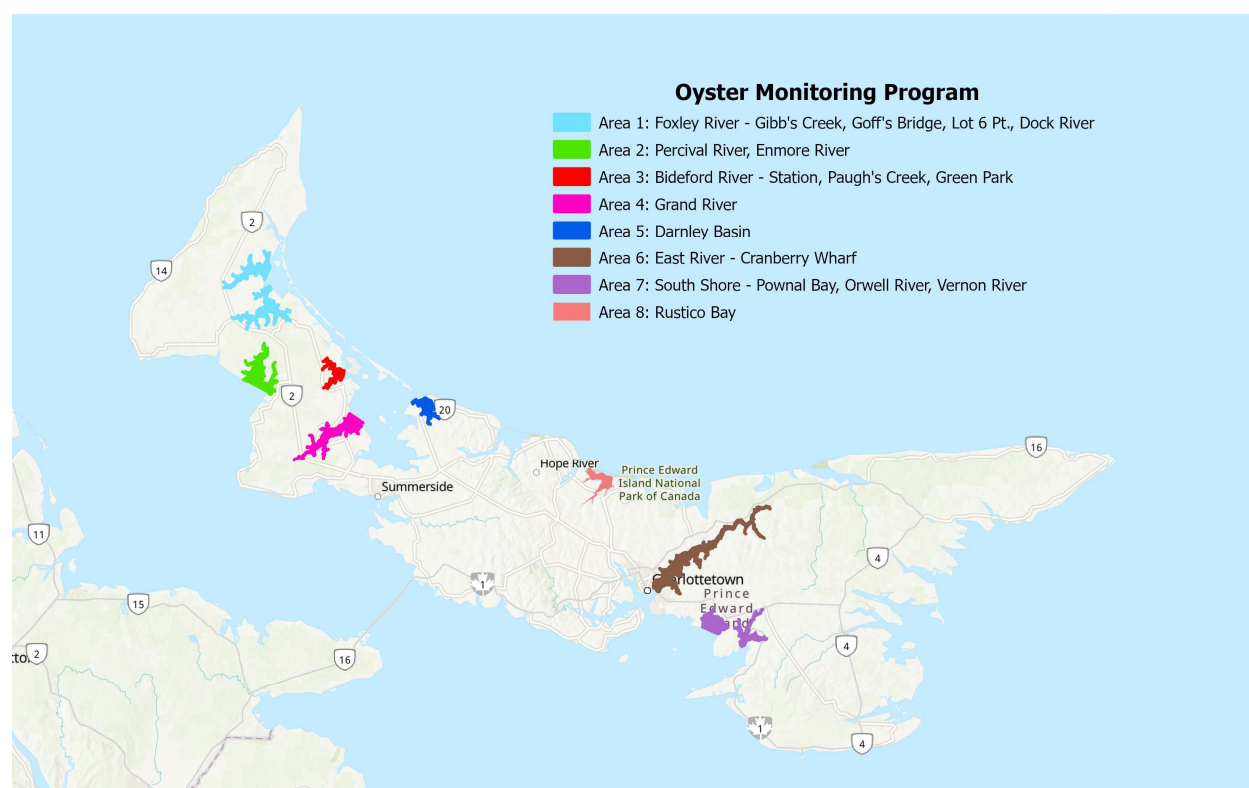 Oyster Monitoring Program
Area 1: Foxley River - Gibb's Creek, Goff's Bridge, Lot 6 Pt., Dock River
Area 2: Percival River, Enmore River
Area 3: Bideford River - Station, Paugh's Creek, Green Park
Area 4: Grand River
Area 5: Darnley Basin
Area 6: East River - Cranberry Wharf
Area 7: South Shore - Pownal Bay, Orwell River, Vernon River
Area 8: Rustico Bay
2
14
2
20
16
Hope River
Prince Edward
Island National
Park of Canada
Summerside
11
4
1
Charlottetown
Prince
Edward
15
4
2
16
1
4